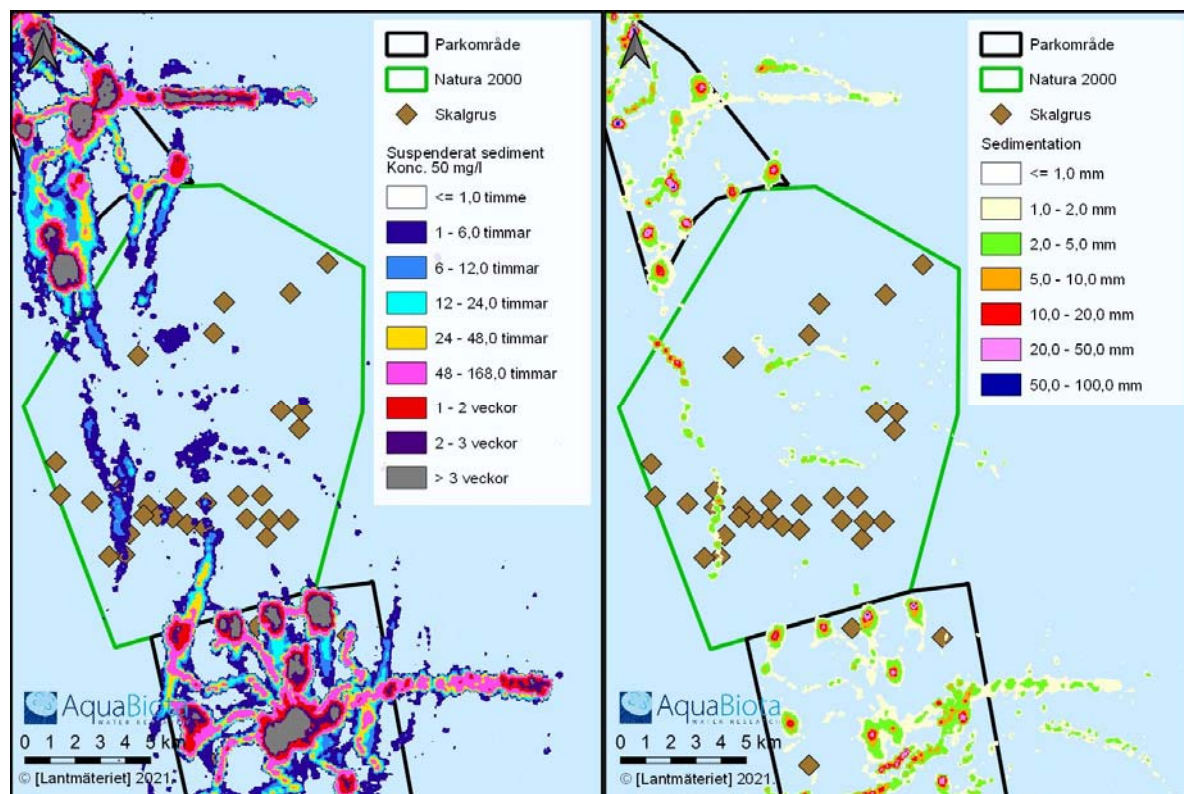 Parkområde
Natura 2000
Skalgrus
Suspenderat sediment
Konc. 50 mg/l
<= 1,0 timme
1 - 6,0 timmar
6 - 12,0 timmar
12 - 24,0 timmar
24 - 48,0 timmar
48 - 168,0 timmar
1 - 2 veckor
2 - 3 veckor
> 3 veckor
AquaBiota
WATER RESEARCH
0 1 2 3 4 5 km
© [Lantmäteriet] 2021.
Parkområde
Natura 2000
Skalgrus
Sedimentation
<= 1,0 mm
1,0 - 2,0 mm
2,0 - 5,0 mm
5,0 - 10,0 mm
10,0 - 20,0 mm
20,0 - 50,0 mm
50,0 - 100,0 mm
AquaBiota
WATER RESEARCH
0 1 2 3 4 5 km
© [Lantmäteriet] 2021.